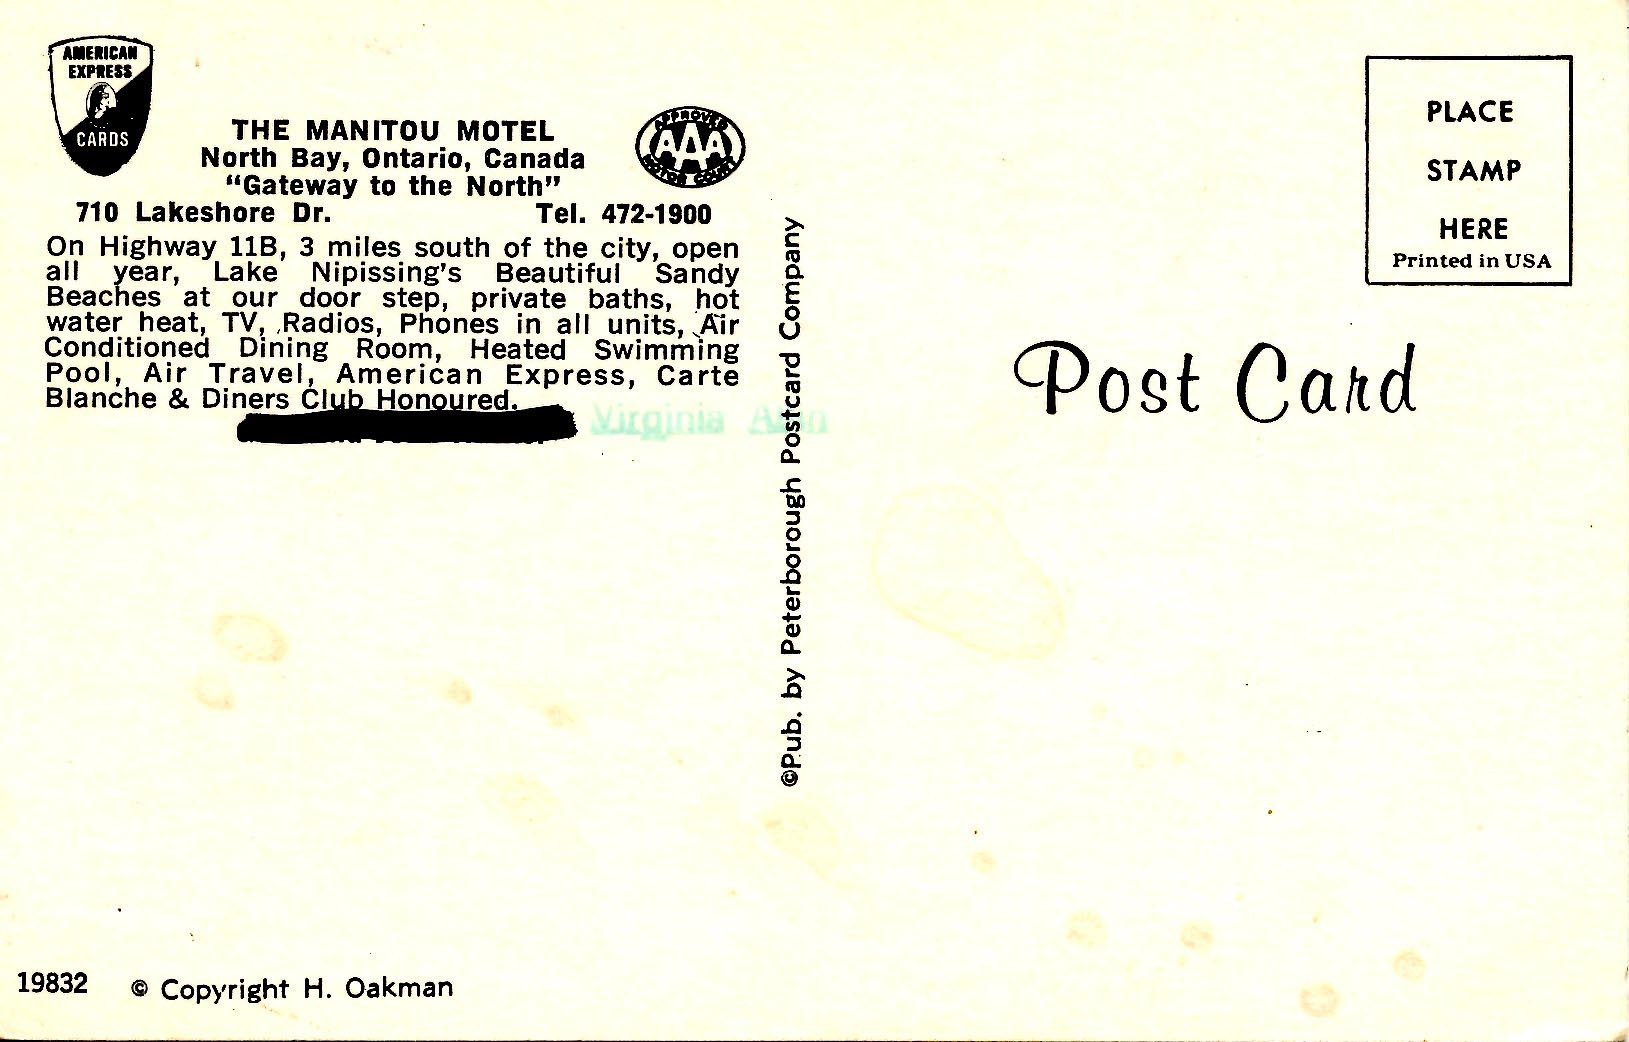 AMERICAN
EXPRESS
CARDS
THE MANITOU MOTEL
North Bay, Ontario, Canada
“Gateway to the North”
710 Lakeshore Dr. Tel. 472-1900
APPROVED
AAA
MOTOR COURT
On Highway 11B, 3 miles south of the city, open
all year, Lake Nipissing's Beautiful Sandy
Beaches at our door step, private baths, hot
water heat, TV, Radios, Phones in all units, Air
Conditioned Dining Room, Heated Swimming
Pool, Air Travel, American Express, Carte
Blanche & Diners Club Honoured.
Virginia
©Pub. by Peterborough Postcard Company
PLACE
STAMP
HERE
Printed in USA
Post Card
19832 © Copyright H. Oakman